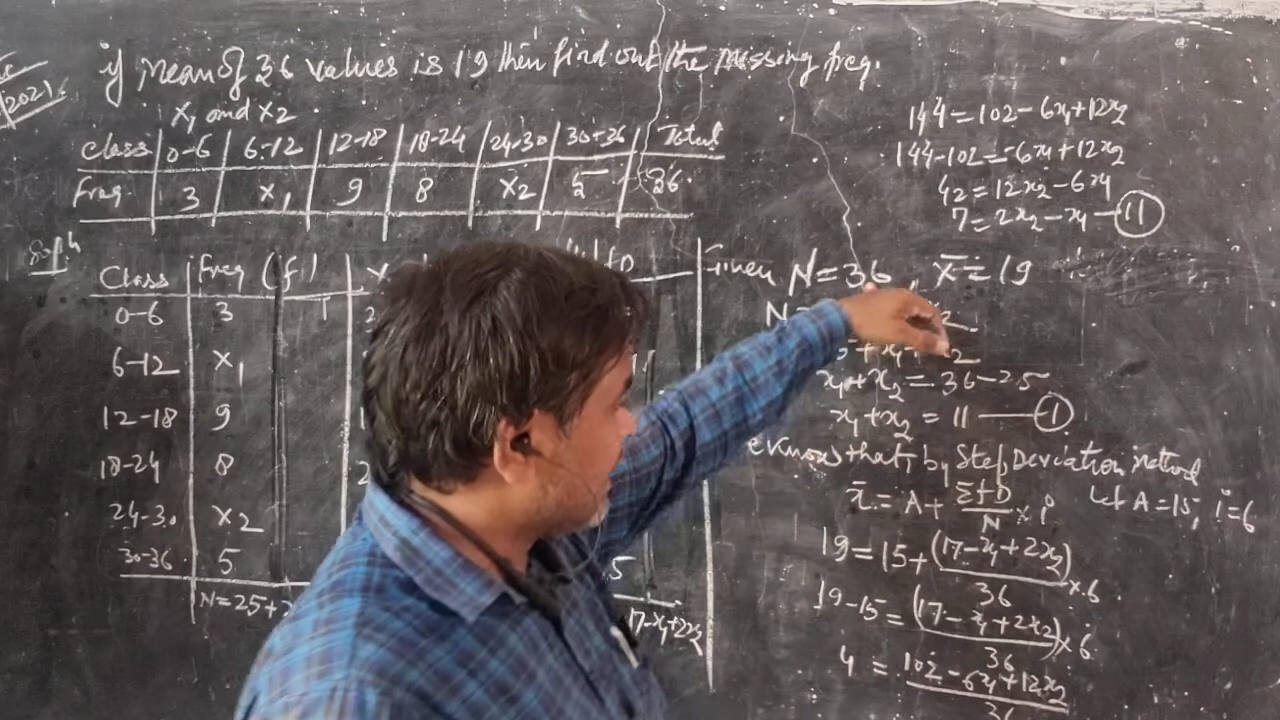 if Mean of 36 values is 19 then find out the missing freq.
x₁ and x₂
2021.
Class 0-6 6-12 12-18 18-24 24-30 30-36 Total
Freq 3 x₁ 9 8 x₂ 5 36.
144 = 102 - 6x₁ + 12x₂
144 - 102 = -6x₁ + 12x₂
42 = 12x₂ - 6x₁
7 = 2x₂ - x₁ — (11)
Solⁿ
Class Freq (f) fD
0-6 3
6-12 x₁
12-18 9
18-24 8
24-30 x₂
30-36 5 5
N = 25 + 17-x₁+2x₂
Given N = 36, x̄ = 19
N =
x₁ + x₂ = 36 - 25
x₁ + x₂ = 11 — (1)
know that, by Step Deviation method
x̄ = A + ΣfD/N × i Let A = 15, i = 6
19 = 15 + (17 - x₁ + 2x₂)/36 × 6
19 - 15 = (17 - x₁ + 2x₂)/36 × 6
4 = 102 - 6x₁ + 12x₂/36